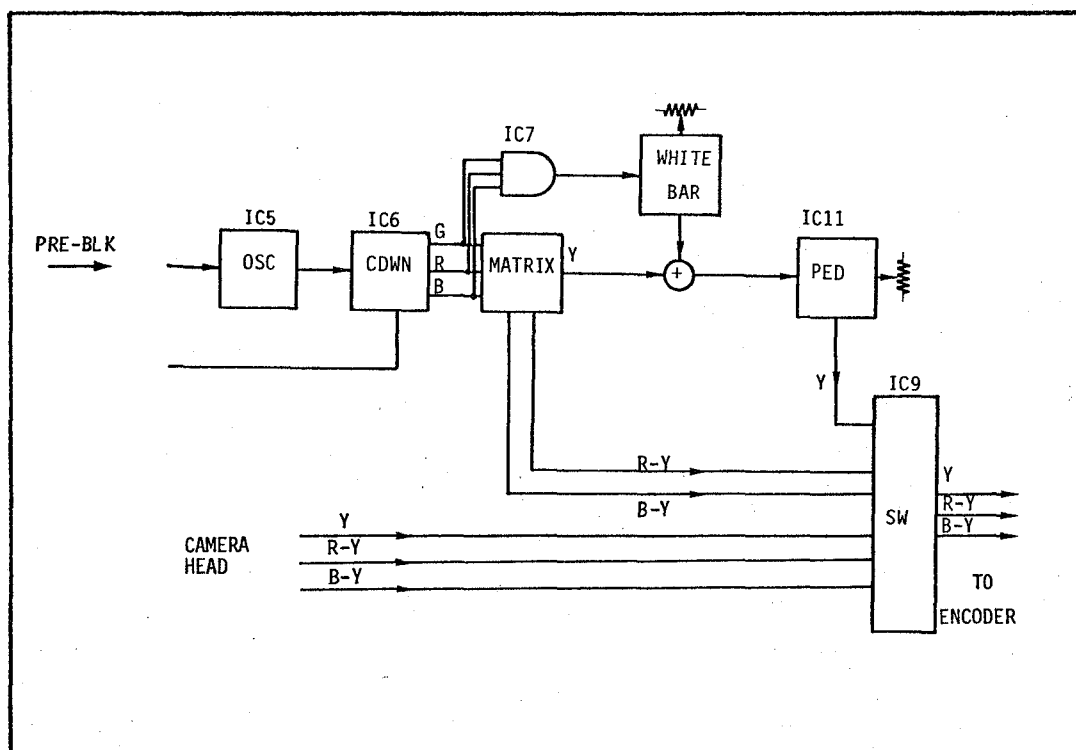 IC7
WHITE
BAR
IC5
IC6
IC11
PRE-BLK
OSC
CDWN
G
R
B
MATRIX
Y
+
PED
Y
IC9
R-Y
B-Y
SW
Y
R-Y
B-Y
CAMERA
HEAD
Y
R-Y
B-Y
TO
ENCODER